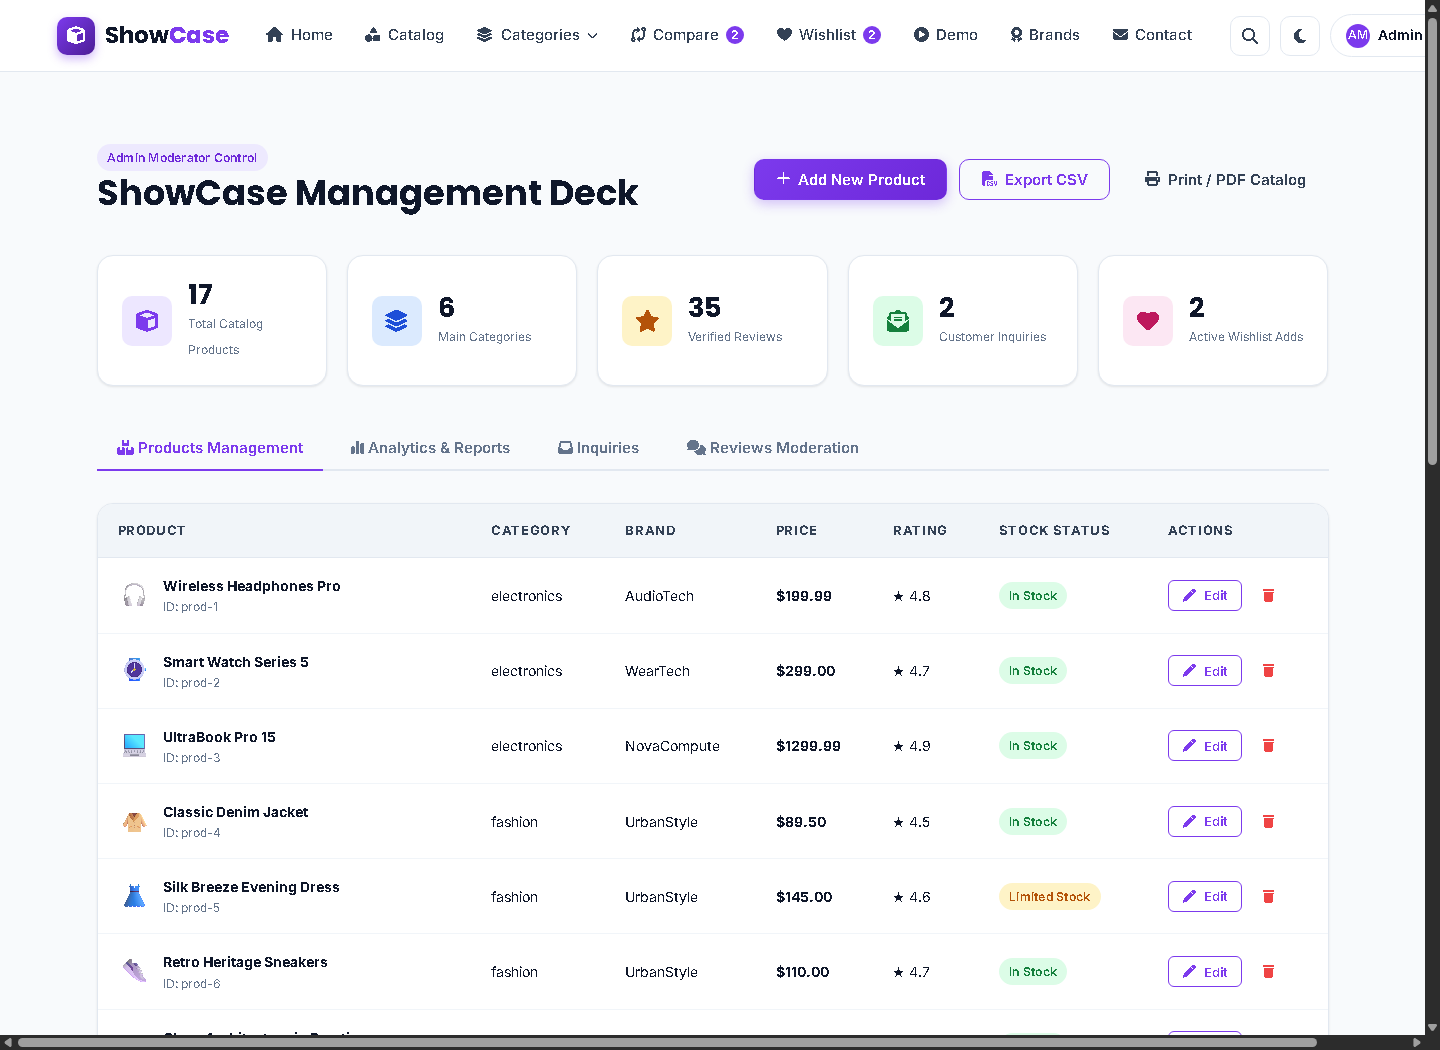 ShowCase
Home
Catalog
Categories
Compare 2
Wishlist 2
Demo
Brands
Contact
AM Admin
Admin Moderator Control
ShowCase Management Deck
Add New Product
Export CSV
Print / PDF Catalog
17
Total Catalog
Products
6
Main Categories
35
Verified Reviews
2
Customer Inquiries
2
Active Wishlist Adds
Products Management
Analytics & Reports
Inquiries
Reviews Moderation
PRODUCT CATEGORY BRAND PRICE RATING STOCK STATUS ACTIONS
Wireless Headphones Pro
ID: prod-1
electronics AudioTech $199.99 ★ 4.8 In Stock Edit
Smart Watch Series 5
ID: prod-2
electronics WearTech $299.00 ★ 4.7 In Stock Edit
UltraBook Pro 15
ID: prod-3
electronics NovaCompute $1299.99 ★ 4.9 In Stock Edit
Classic Denim Jacket
ID: prod-4
fashion UrbanStyle $89.50 ★ 4.5 In Stock Edit
Silk Breeze Evening Dress
ID: prod-5
fashion UrbanStyle $145.00 ★ 4.6 Limited Stock Edit
Retro Heritage Sneakers
ID: prod-6
fashion UrbanStyle $110.00 ★ 4.7 In Stock Edit